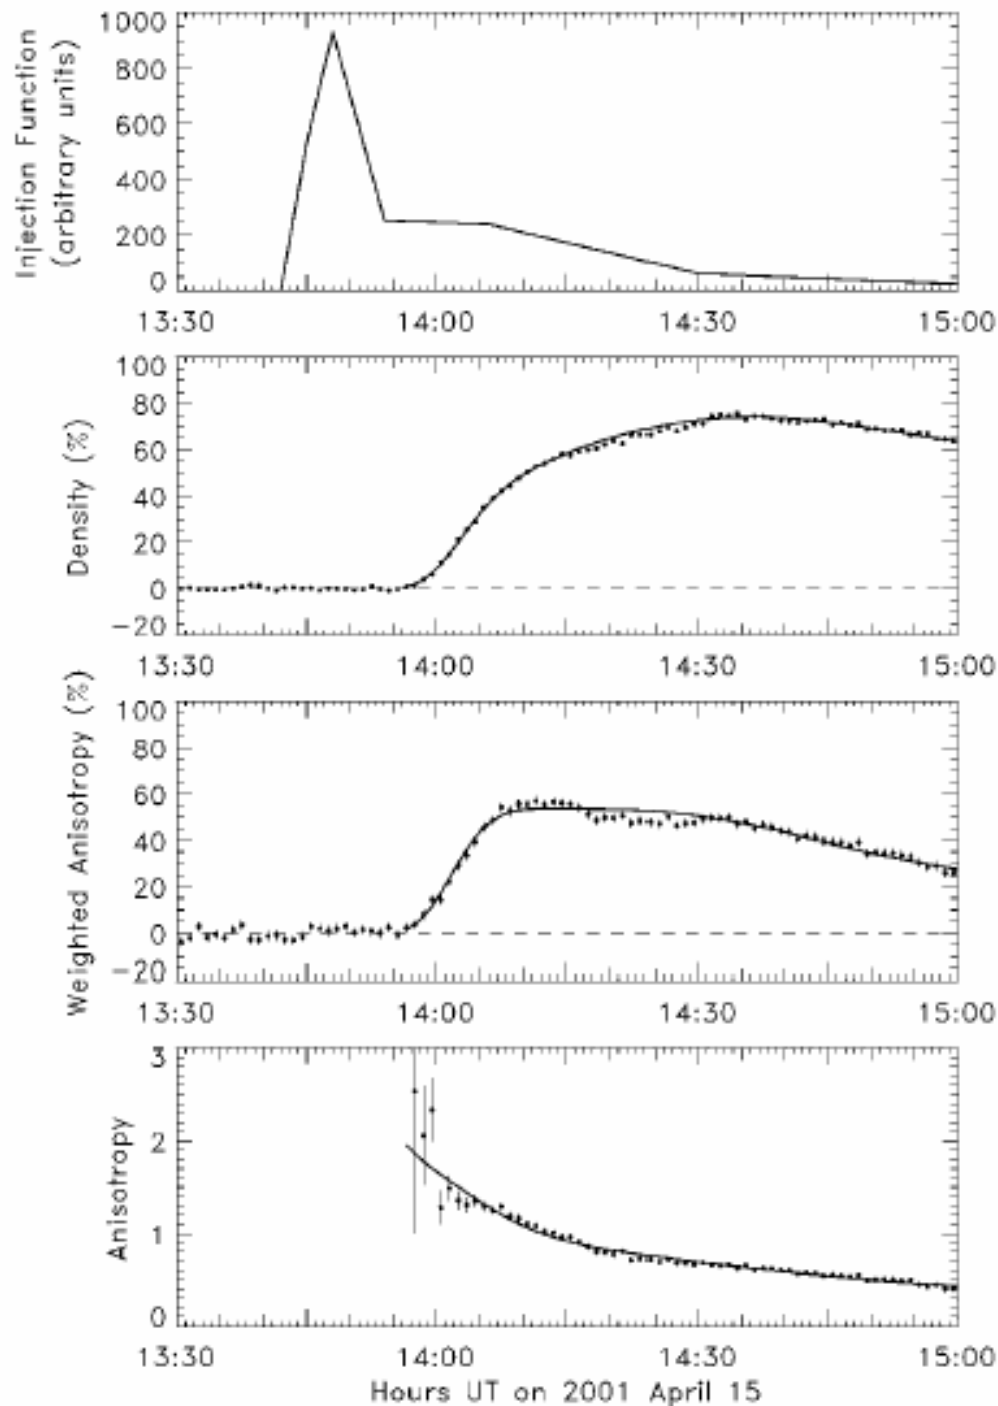 Injection Function
(arbitrary units)
1000
800
600
400
200
0
13:30 14:00 14:30 15:00
Density (%)
100
80
60
40
20
0
−20
13:30 14:00 14:30 15:00
Weighted Anisotropy (%)
100
80
60
40
20
0
−20
13:30 14:00 14:30 15:00
Anisotropy
3
2
1
0
13:30 14:00 14:30 15:00
Hours UT on 2001 April 15